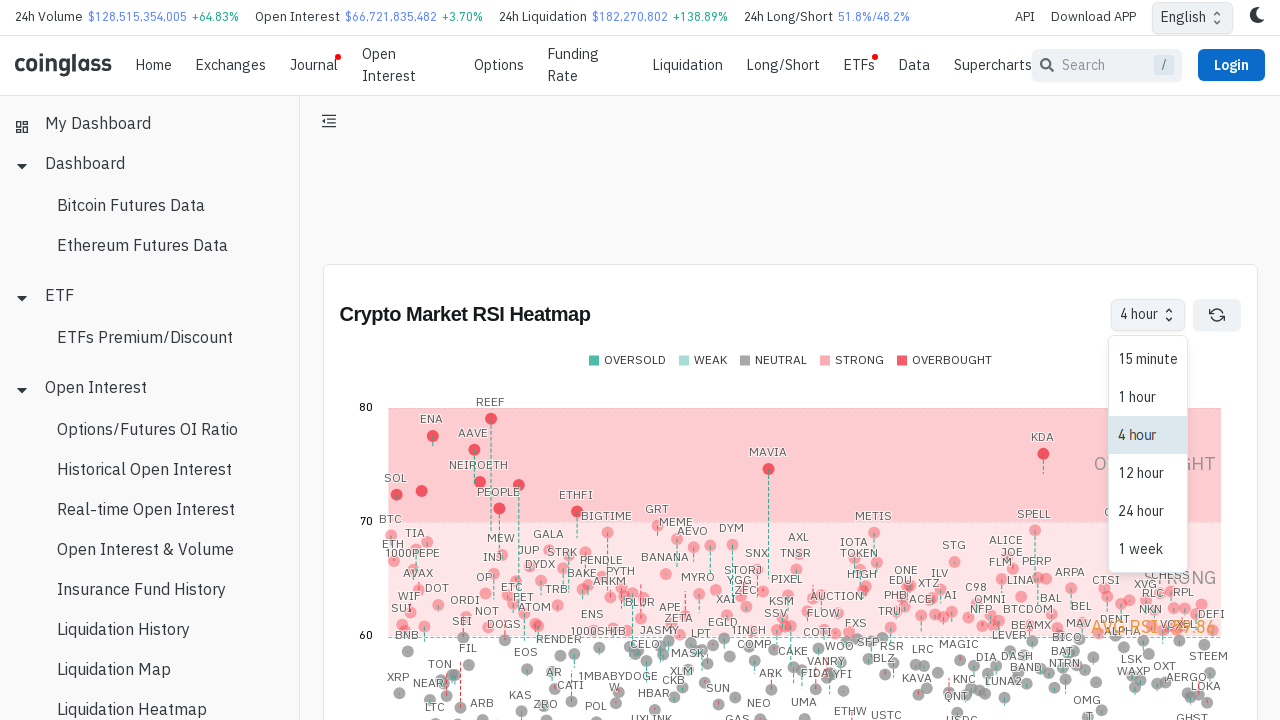 24h Volume $128,515,354,005 +64.83% Open Interest $66,721,835,482 +3.70% 24h Liquidation $182,270,802 +138.89% 24h Long/Short 51.8%/48.2% API Download APP English
coinglass Home Exchanges Journal Open Interest Options Funding Rate Liquidation Long/Short ETFs Data Supercharts Search / Login
My Dashboard
Dashboard
Bitcoin Futures Data
Ethereum Futures Data
ETF
ETFs Premium/Discount
Open Interest
Options/Futures OI Ratio
Historical Open Interest
Real-time Open Interest
Open Interest & Volume
Insurance Fund History
Liquidation History
Liquidation Map
Liquidation Heatmap
Crypto Market RSI Heatmap
4 hour
15 minute
1 hour
4 hour
12 hour
24 hour
1 week
OVERSOLD WEAK NEUTRAL STRONG OVERBOUGHT
80
REEF
ENA
AAVE
KDA
MAVIA
NEIROETH
SOL
PEOPLE
ETHFI
70
BTC
BIGTIME
GRT
MEME
METIS
SPELL
TIA
GALA
AEVO
DYM
AXL
ETH
MEW
ALICE
IOTA
STG
1000PEPE
INJ
JUP
STRK
BANANA
SNX
TNSR
TOKEN
JOE
AVAX
DYDX
PENDLE
FLM
PERP
OP
BAKE
PYTH
STORJ
HIGH
ONE
ILV
ARPA
DOT
ETC
TRB
ARKM
MYRO
YGG
PIXEL
EDU
XTZ
C98
LINA
CTSI
XVG
WIF
ORDI
FET
ZEC
AUCTION
PHB
ACE
AI
OMNI
RLC
RPL
SUI
NOT
ATOM
BLUR
APE
XAI
KSM
TRU
NFP
BTCDOM
BAL
BEL
NKN
DEFI
SEI
ENS
ZETA
EGLD
SSV
FLOW
FXS
BEAMX
MAV
DENT
60
BNB
1000SHIB
JASMY
LPT
1INCH
COTI
LEVER
BICO
ALPHA
FIL
EOS
RENDER
CELO
MASK
COMP
CAKE
WOO
SFP
RSR
LRC
MAGIC
DIA
DASH
BAT
LSK
STEEM
XRP
TON
NEAR
AR
CATI
1MBABYDOGE
W
XLM
CKB
ARK
VANRY
FIDA
YFI
BLZ
KAVA
KNC
BAND
NTRN
WAXP
OXT
AERGO
LTC
ARB
KAS
ZRO
POL
HBAR
SUN
NEO
UMA
QNT
LUNA2
OMG
LOKA
UXLINK
GAS
ETHW
USTC
USDC
T
GHST